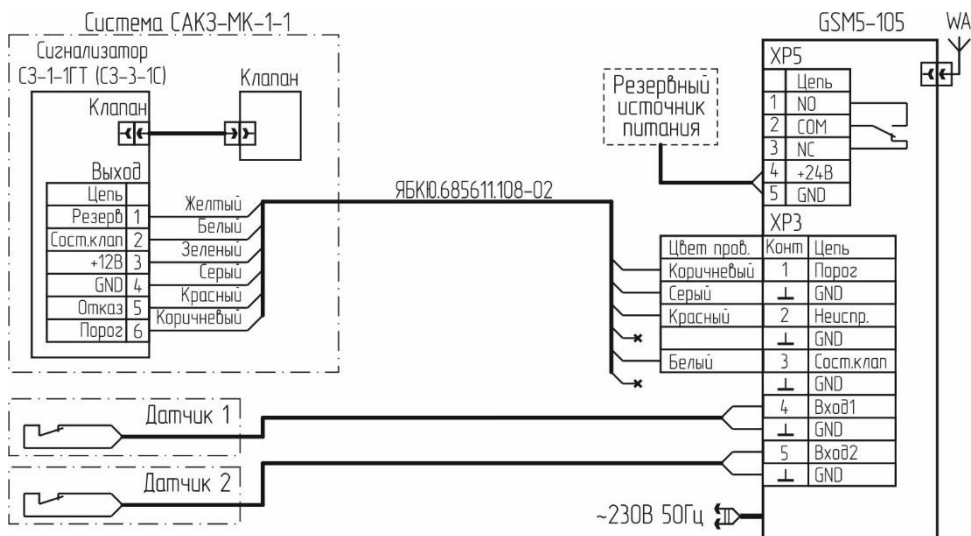 Система САКЗ-МК-1-1
Сигнализатор
СЗ-1-1ГТ (СЗ-3-1С)
Клапан
Клапан
Выход
Цепь
Резерв 1 Желтый
Сост.клап 2 Белый
+12В 3 Зеленый
GND 4 Серый
Отказ 5 Красный
Порог 6 Коричневый
ЯБКЮ.685611.108-02
Резервный
источник
питания
GSM5-105
WA
XP5
Цепь
1 NO
2 COM
3 NC
4 +24В
5 GND
XP3
Цвет пров. Конт Цепь
Коричневый 1 Порог
Серый ⊥ GND
Красный 2 Неиспр.
⊥ GND
Белый 3 Сост.клап
⊥ GND
4 Вход1
⊥ GND
5 Вход2
⊥ GND
Датчик 1
Датчик 2
~230В 50Гц